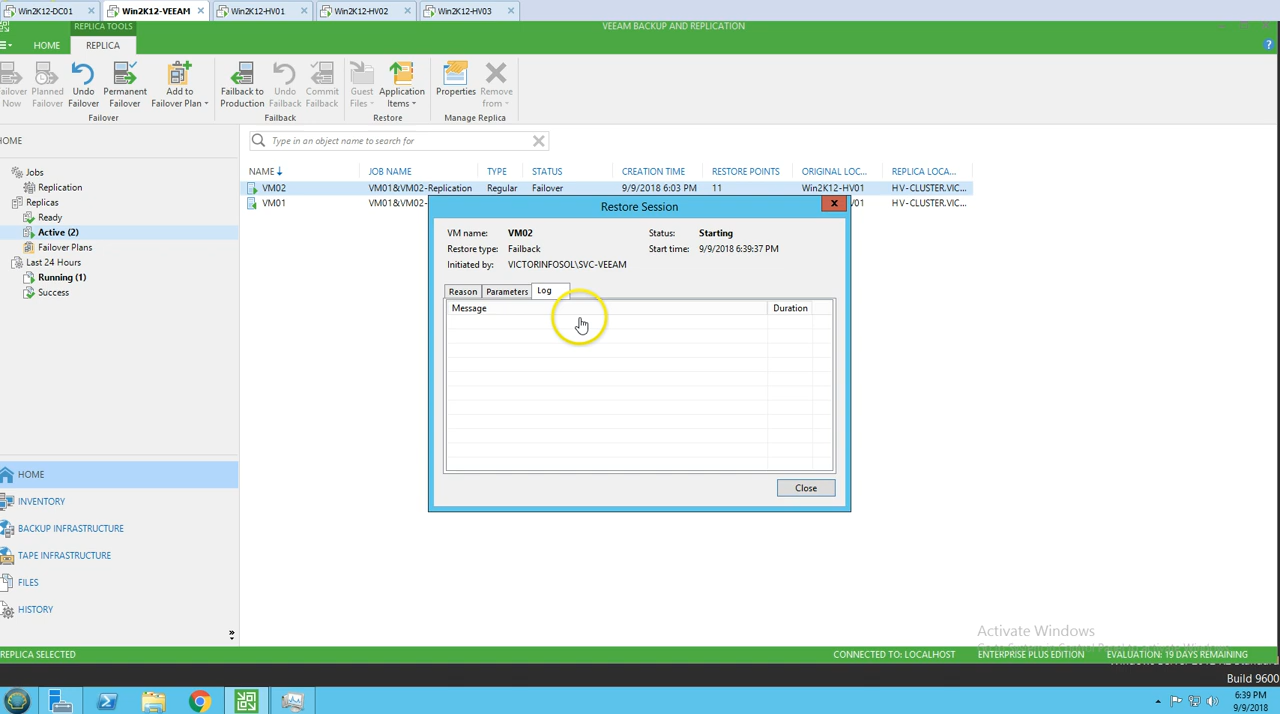 Win2K12-DC01
Win2K12-VEEAM
Win2K12-HV01
Win2K12-HV02
Win2K12-HV03
REPLICA TOOLS
VEEAM BACKUP AND REPLICATION
HOME
REPLICA
Now
Planned Failover
Undo Failover
Permanent Failover
Add to Failover Plan
Failback to Production
Undo Failback
Commit Failback
Guest Files
Application Items
Properties
Remove from
Failover
Failback
Restore
Manage Replica
Type in an object name to search for
Jobs
Replication
Replicas
Ready
Active (2)
Failover Plans
Last 24 Hours
Running (1)
Success
NAME JOB NAME TYPE STATUS CREATION TIME RESTORE POINTS ORIGINAL LOC... REPLICA LOCA...
VM02 VM01&VM02-Replication Regular Failover 9/9/2018 6:03 PM 11 Win2K12-HV01 HV-CLUSTER.VIC...
VM01 VM01&VM02- HV-CLUSTER.VIC...
Restore Session
VM name: VM02 Status: Starting
Restore type: Failback Start time: 9/9/2018 6:39:37 PM
Initiated by: VICTORINFOSOL\SVC-VEEAM
Reason Parameters Log
Message Duration
Close
HOME
INVENTORY
BACKUP INFRASTRUCTURE
TAPE INFRASTRUCTURE
FILES
HISTORY
Activate Windows
REPLICA SELECTED
CONNECTED TO: LOCALHOST
ENTERPRISE PLUS EDITION
EVALUATION: 19 DAYS REMAINING
Build 9600
6:39 PM
9/9/2018